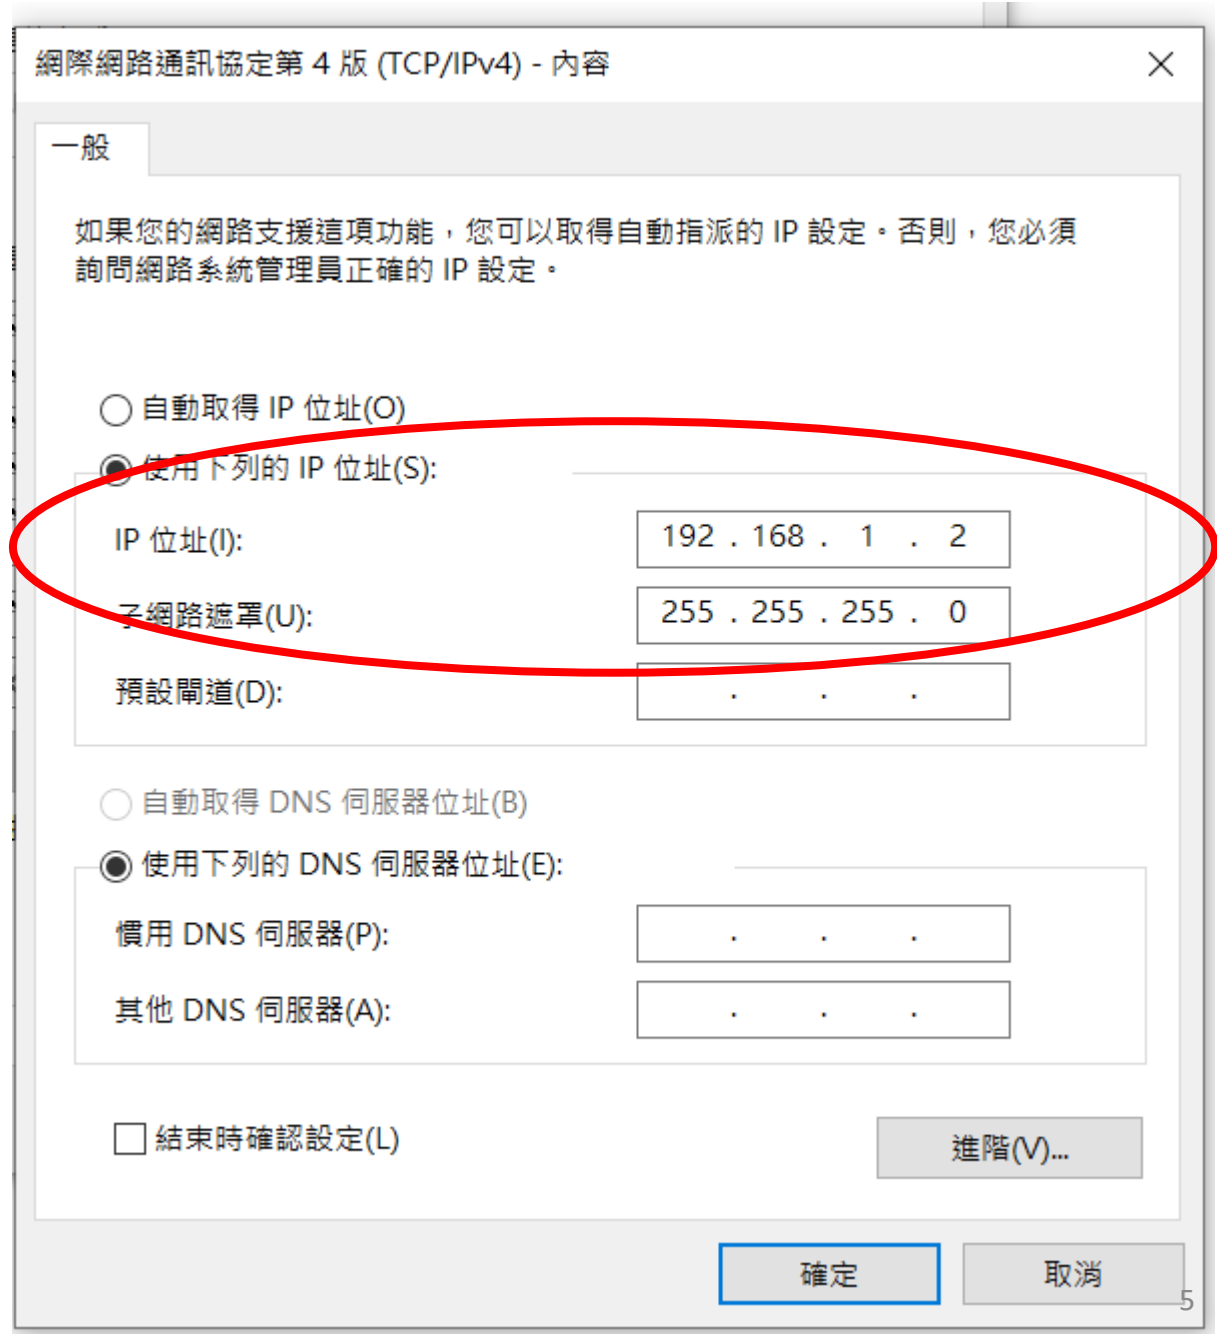 網際網路通訊協定第 4 版 (TCP/IPv4) - 內容
一般
如果您的網路支援這項功能，您可以取得自動指派的 IP 設定。否則，您必須
詢問網路系統管理員正確的 IP 設定。
自動取得 IP 位址(O)
使用下列的 IP 位址(S):
IP 位址(I): 192 . 168 . 1 . 2
子網路遮罩(U): 255 . 255 . 255 . 0
預設閘道(D): . . .
自動取得 DNS 伺服器位址(B)
使用下列的 DNS 伺服器位址(E):
慣用 DNS 伺服器(P): . . .
其他 DNS 伺服器(A): . . .
結束時確認設定(L)
進階(V)...
確定 取消
5